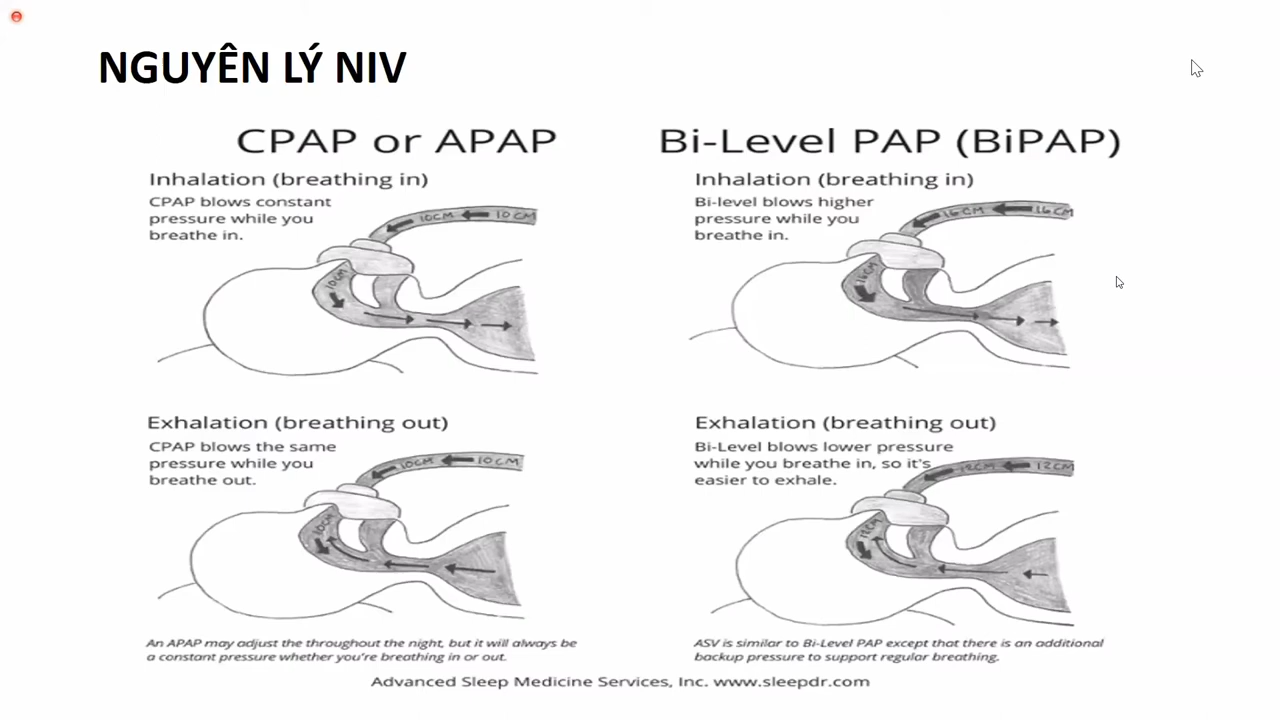 NGUYÊN LÝ NIV
CPAP or APAP
Inhalation (breathing in)
CPAP blows constant
pressure while you
breathe in.
10CM
10CM
10CM
Exhalation (breathing out)
CPAP blows the same
pressure while you
breathe out.
10CM
10CM
10CM
An APAP may adjust the throughout the night, but it will always be
a constant pressure whether you're breathing in or out.
Bi-Level PAP (BiPAP)
Inhalation (breathing in)
Bi-level blows higher
pressure while you
breathe in.
16CM
16CM
16CM
Exhalation (breathing out)
Bi-Level blows lower pressure
while you breathe in, so it's
easier to exhale.
12CM
12CM
12CM
ASV is similar to Bi-Level PAP except that there is an additional
backup pressure to support regular breathing.
Advanced Sleep Medicine Services, Inc. www.sleepdr.com